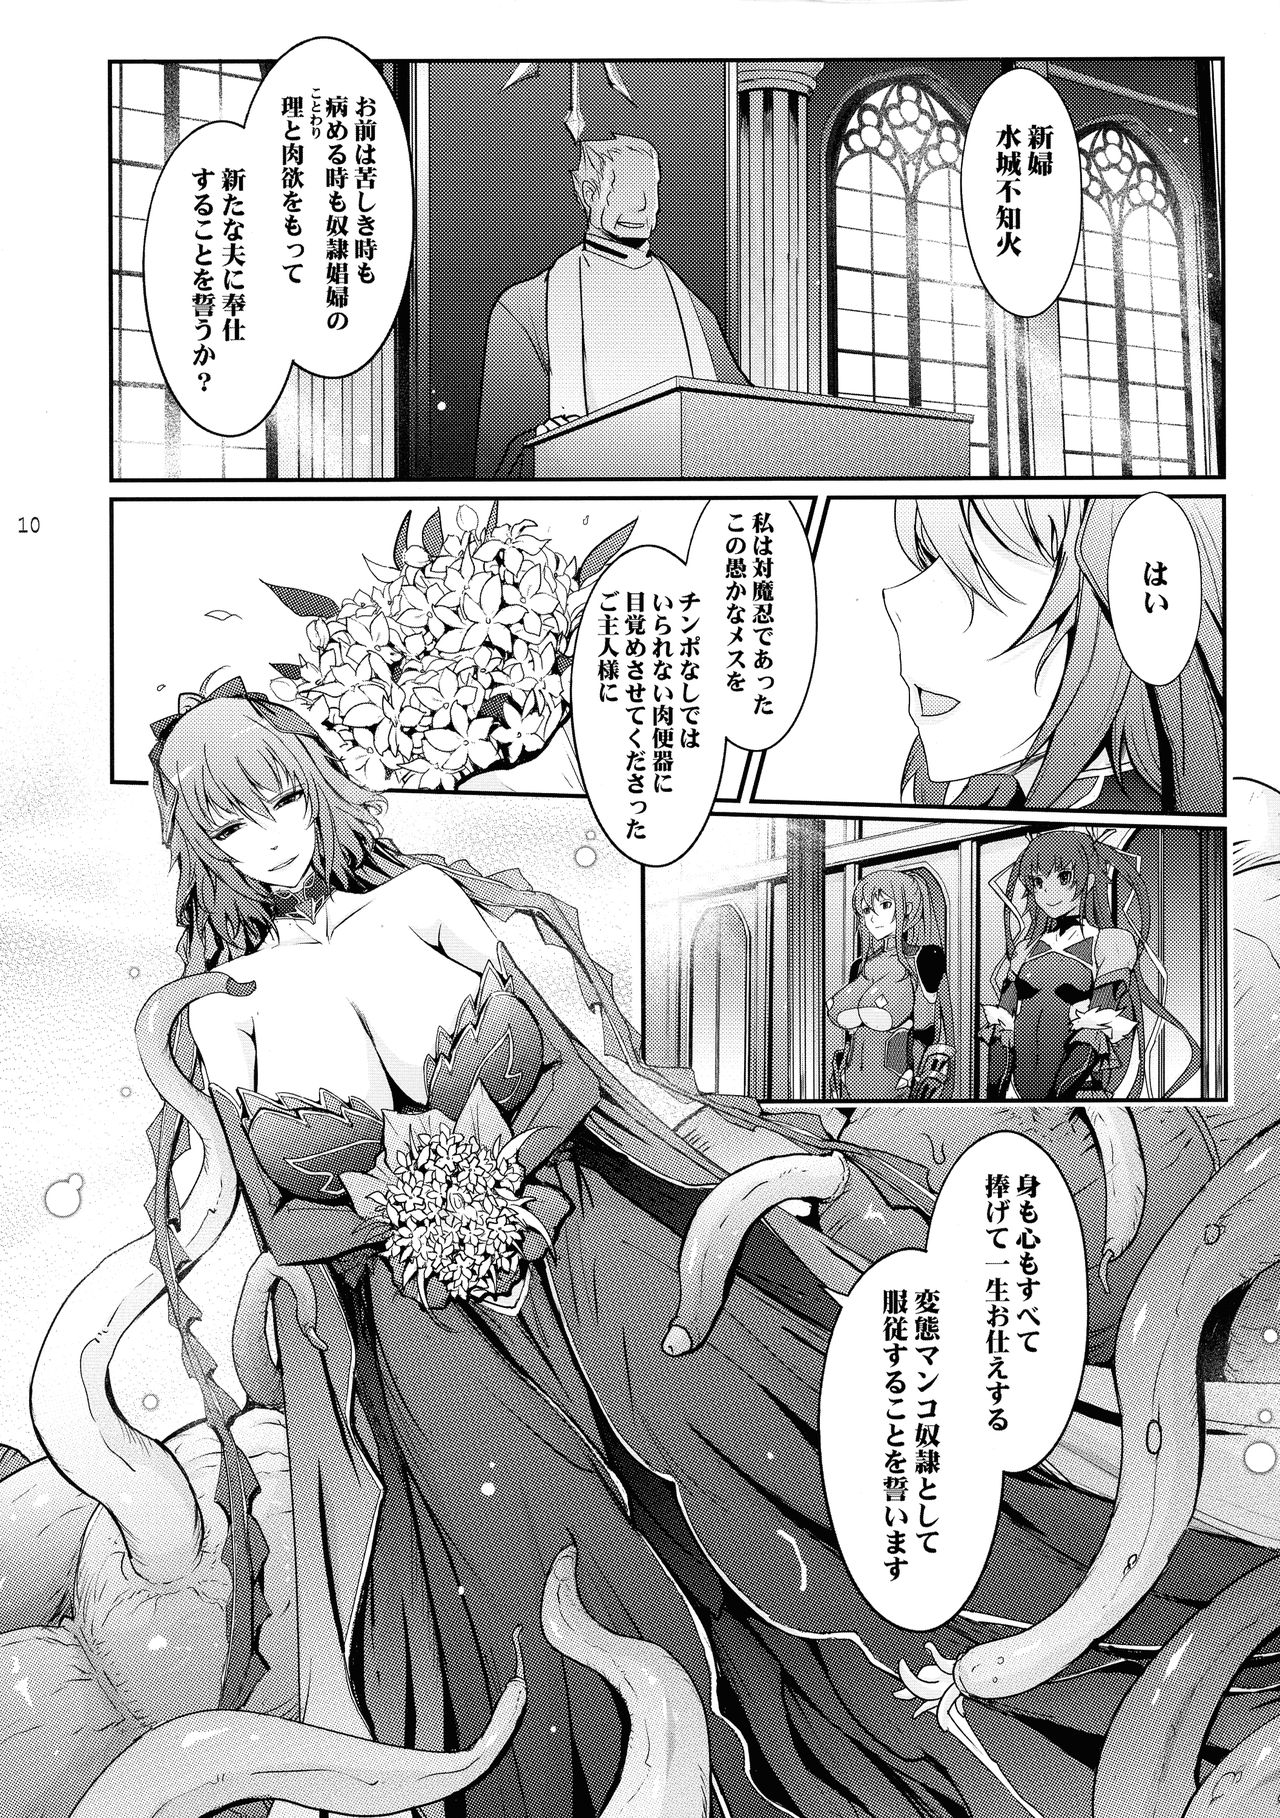 新婦
水城不知火
お前は苦しき時も
病める時も奴隷娼婦の
理と肉欲をもって
ことわり
新たな夫に奉仕
することを誓うか？
はい
私は対魔忍であった
この愚かなメスを
チンポなしでは
いられない肉便器に
目覚めさせてくださった
ご主人様に
身も心もすべて
捧げて一生お仕えする
変態マンコ奴隷として
服従することを誓います
10